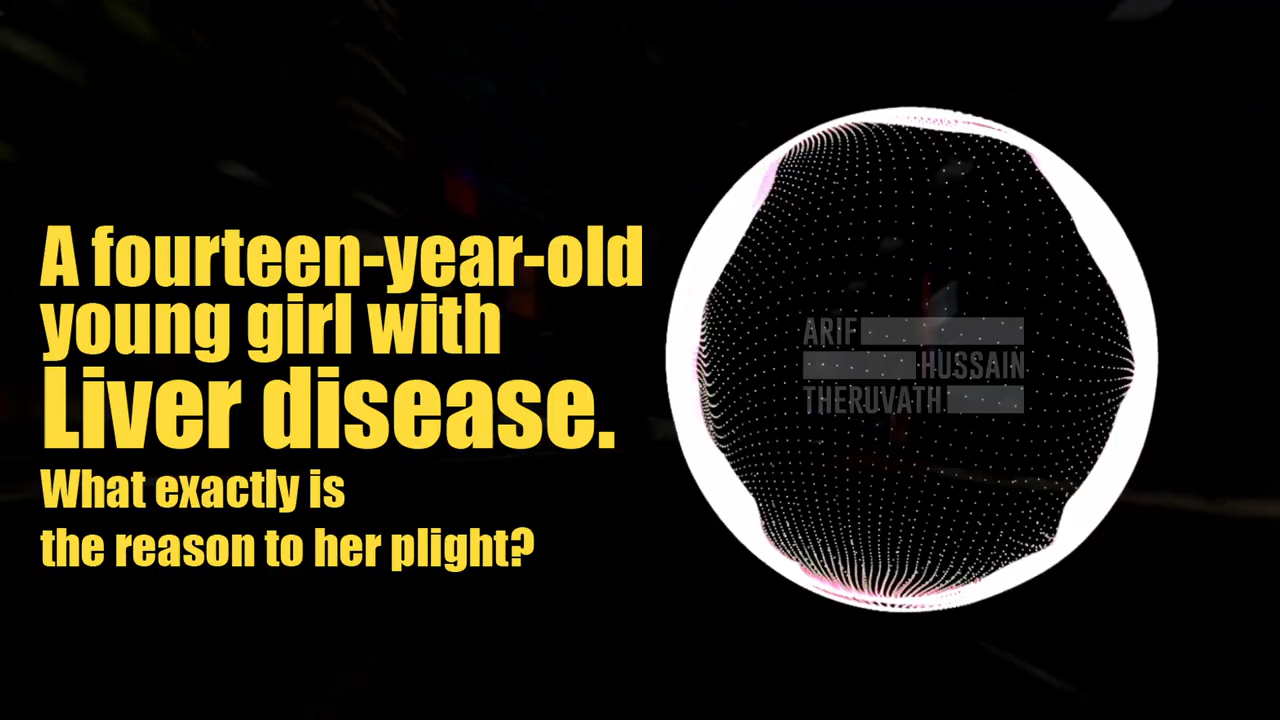 A fourteen-year-old
young girl with
Liver disease.
What exactly is
the reason to her plight?
ARIF
HUSSAIN
THERUVATH